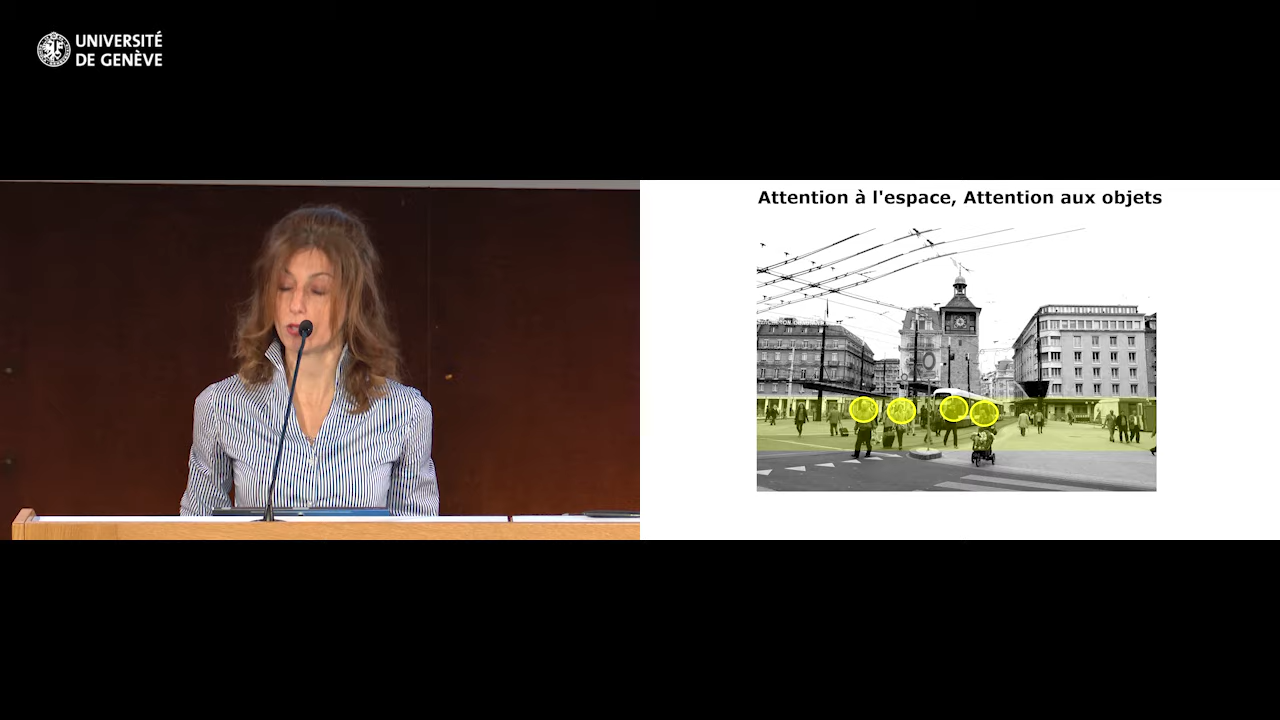 UNIVERSITÉ
DE GENÈVE
Attention à l'espace, Attention aux objets